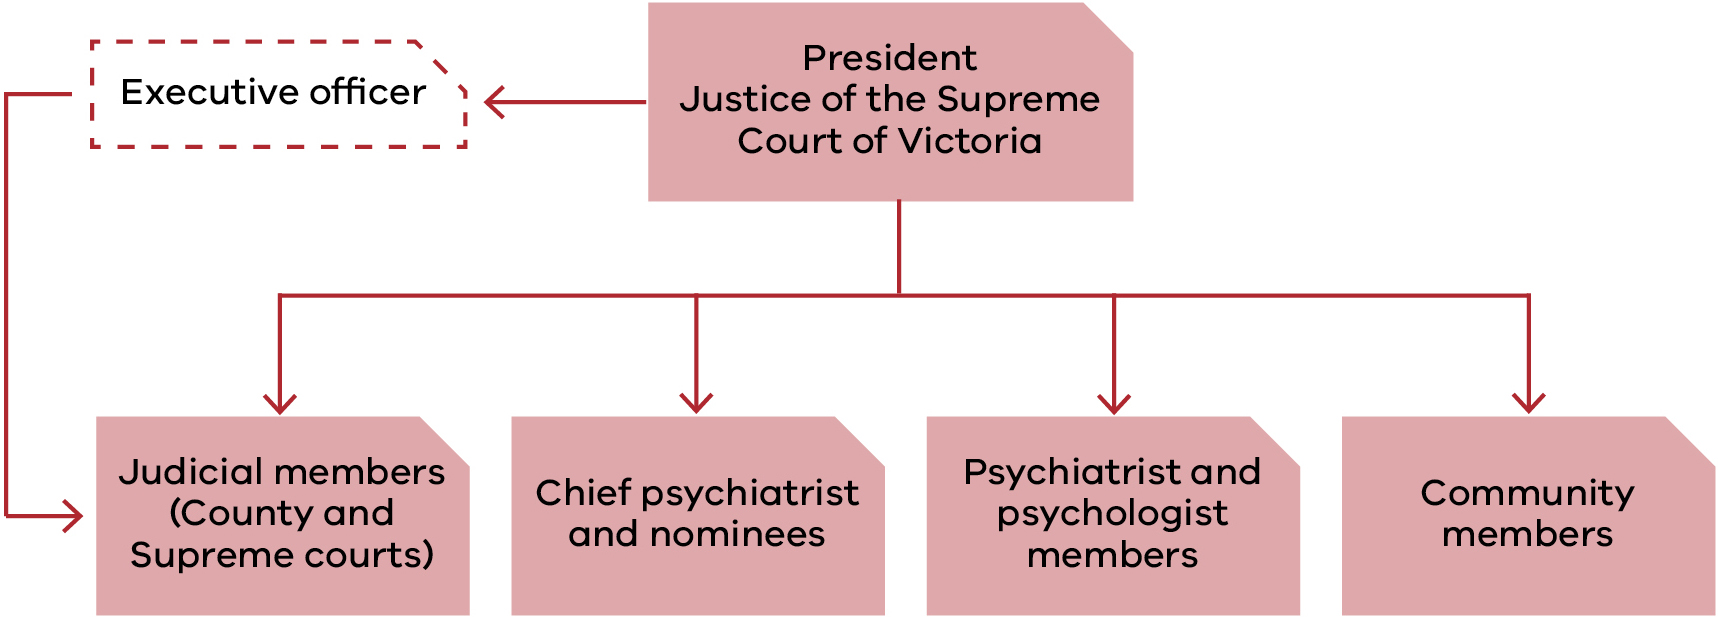 Executive officer
President
Justice of the Supreme
Court of Victoria
Judicial members
(County and
Supreme courts)
Chief psychiatrist
and nominees
Psychiatrist and
psychologist
members
Community
members